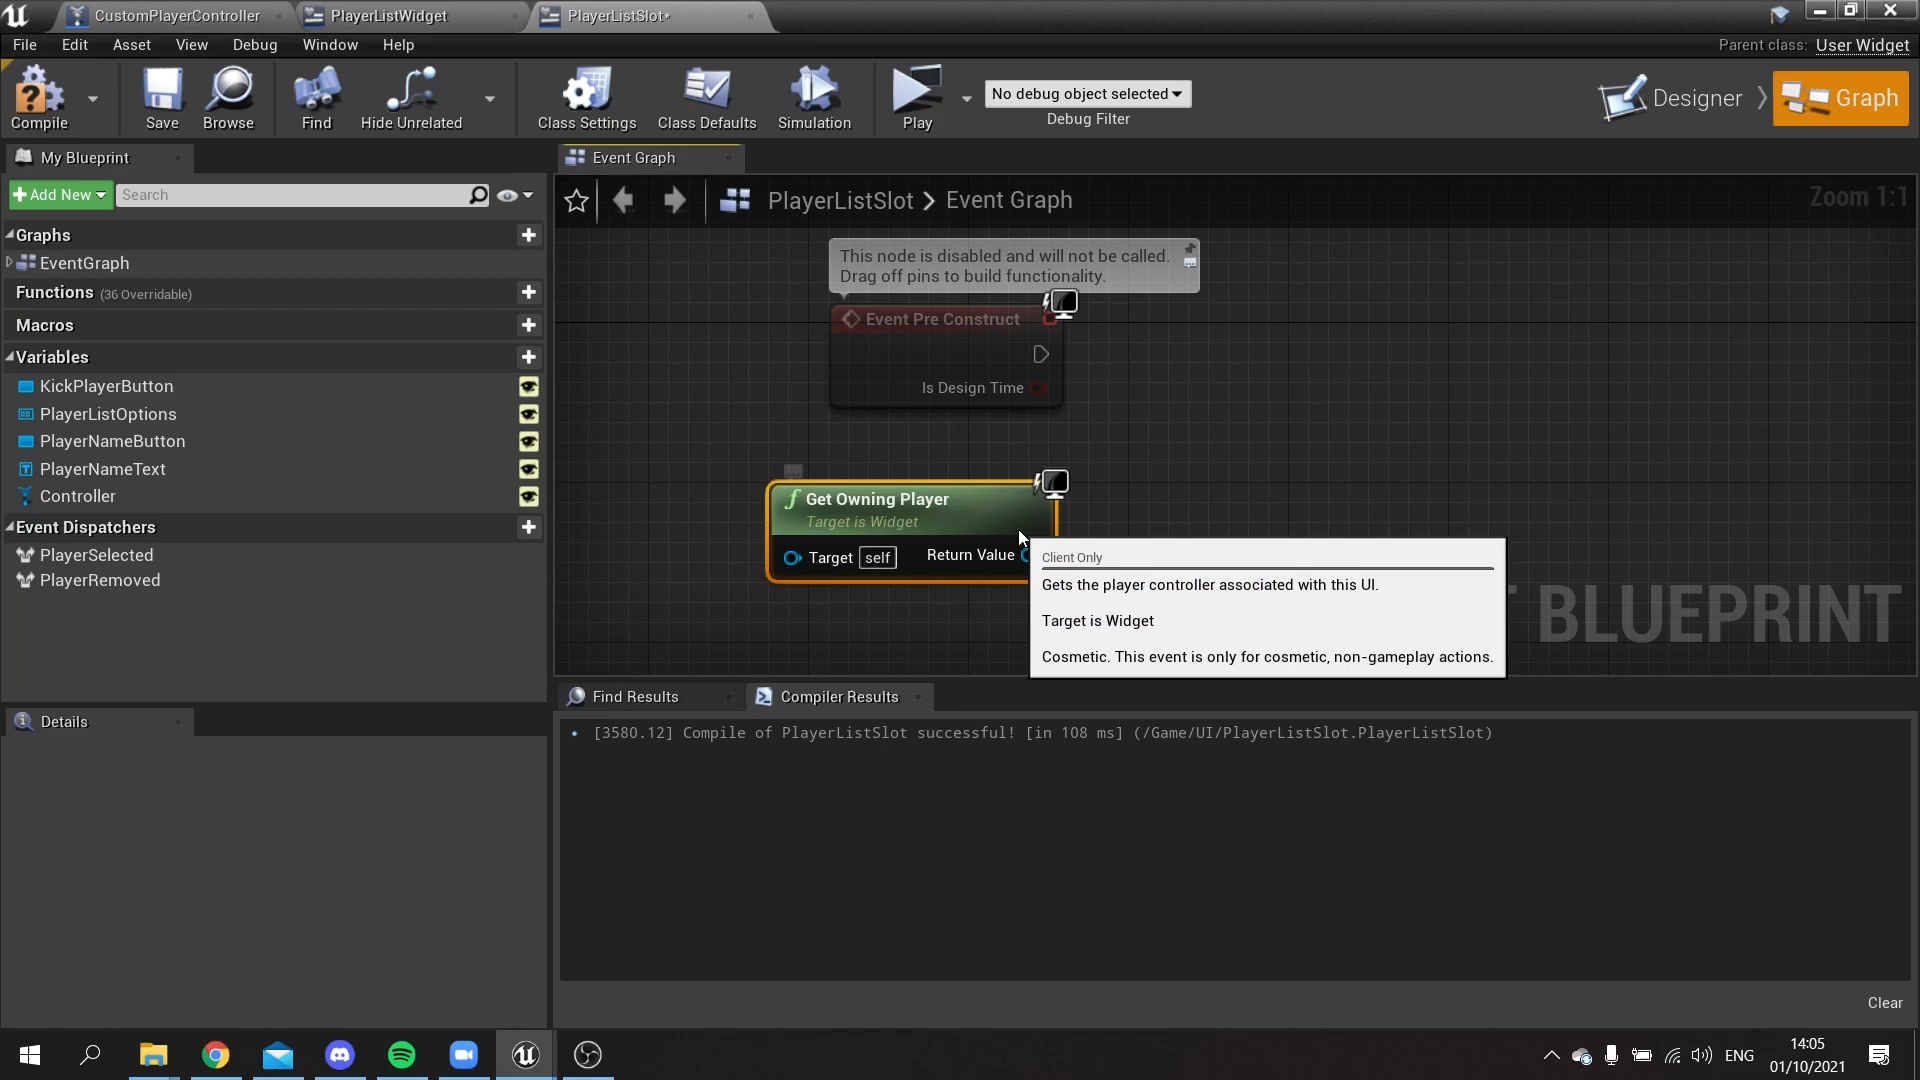 CustomPlayerController
PlayerListWidget
PlayerListSlot*
File
Edit
Asset
View
Debug
Window
Help
Parent class: User Widget
Compile
Save
Browse
Find
Hide Unrelated
Class Settings
Class Defaults
Simulation
Play
No debug object selected
Debug Filter
Designer
Graph
My Blueprint
Add New
Search
Graphs
EventGraph
Functions (36 Overridable)
Macros
Variables
KickPlayerButton
PlayerListOptions
PlayerNameButton
PlayerNameText
Controller
Event Dispatchers
PlayerSelected
PlayerRemoved
Details
Event Graph
PlayerListSlot > Event Graph
Zoom 1:1
This node is disabled and will not be called.
Drag off pins to build functionality.
Event Pre Construct
Is Design Time
f Get Owning Player
Target is Widget
Target self
Return Value
Client Only
Gets the player controller associated with this UI.
Target is Widget
Cosmetic. This event is only for cosmetic, non-gameplay actions.
BLUEPRINT
Find Results
Compiler Results
[3580.12] Compile of PlayerListSlot successful! [in 108 ms] (/Game/UI/PlayerListSlot.PlayerListSlot)
Clear
ENG
14:05
01/10/2021